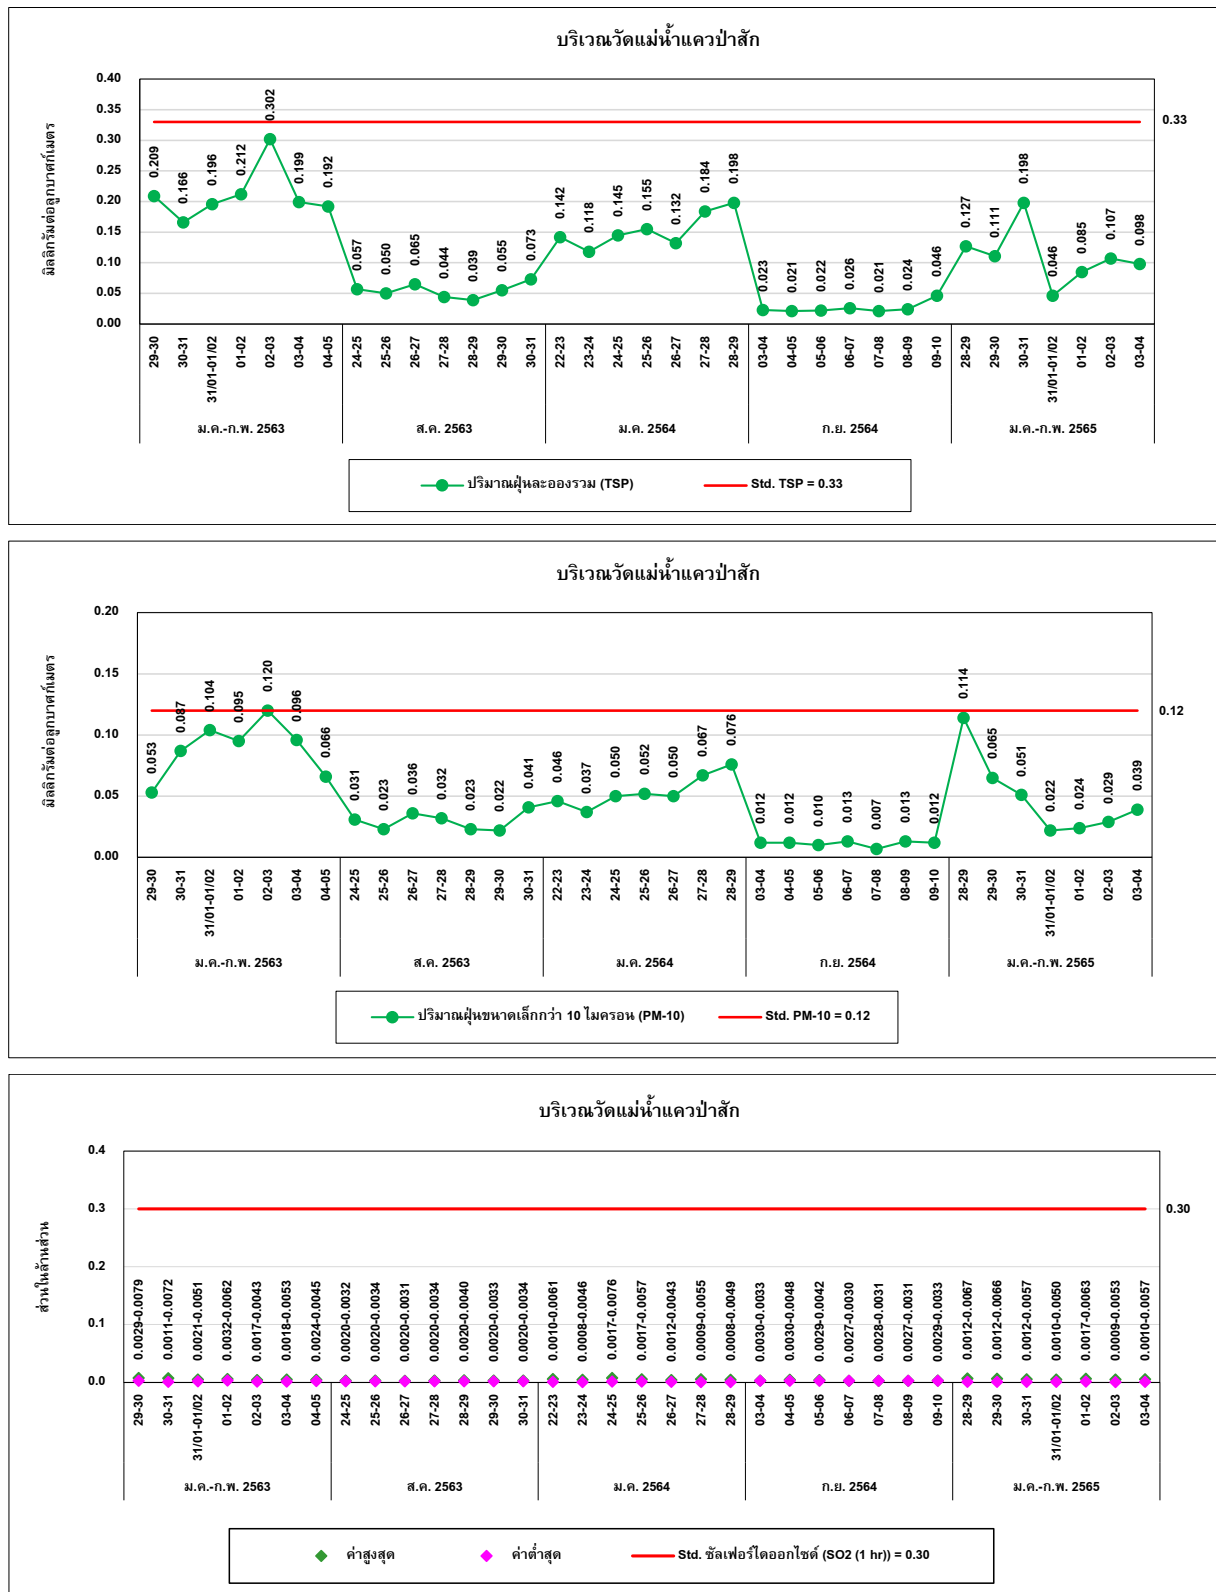 บริเวณวัดแม่น้ำแควป่าสัก
มิลลิกรัมต่อลูกบาศก์เมตร
0.40
0.35
0.30
0.25
0.20
0.15
0.10
0.05
0.00
0.209 0.166 0.196 0.212 0.302 0.199 0.192 0.057 0.050 0.065 0.044 0.039 0.055 0.073 0.142 0.118 0.145 0.155 0.132 0.184 0.198 0.023 0.021 0.022 0.026 0.021 0.024 0.046 0.127 0.111 0.198 0.046 0.085 0.107 0.098
0.33
29-30 30-31 31/01-01/02 01-02 02-03 03-04 04-05 24-25 25-26 26-27 27-28 28-29 29-30 30-31 22-23 23-24 24-25 25-26 26-27 27-28 28-29 03-04 04-05 05-06 06-07 07-08 08-09 09-10 28-29 29-30 30-31 31/01-01/02 01-02 02-03 03-04
ม.ค.-ก.พ. 2563 ส.ค. 2563 ม.ค. 2564 ก.ย. 2564 ม.ค.-ก.พ. 2565
ปริมาณฝุ่นละอองรวม (TSP) Std. TSP = 0.33
บริเวณวัดแม่น้ำแควป่าสัก
มิลลิกรัมต่อลูกบาศก์เมตร
0.20
0.15
0.10
0.05
0.00
0.053 0.087 0.104 0.095 0.120 0.096 0.066 0.031 0.023 0.036 0.032 0.023 0.022 0.041 0.046 0.037 0.050 0.052 0.050 0.067 0.076 0.012 0.012 0.010 0.013 0.007 0.013 0.012 0.114 0.065 0.051 0.022 0.024 0.029 0.039
0.12
29-30 30-31 31/01-01/02 01-02 02-03 03-04 04-05 24-25 25-26 26-27 27-28 28-29 29-30 30-31 22-23 23-24 24-25 25-26 26-27 27-28 28-29 03-04 04-05 05-06 06-07 07-08 08-09 09-10 28-29 29-30 30-31 31/01-01/02 01-02 02-03 03-04
ม.ค.-ก.พ. 2563 ส.ค. 2563 ม.ค. 2564 ก.ย. 2564 ม.ค.-ก.พ. 2565
ปริมาณฝุ่นขนาดเล็กกว่า 10 ไมครอน (PM-10) Std. PM-10 = 0.12
บริเวณวัดแม่น้ำแควป่าสัก
ส่วนในล้านส่วน
0.4
0.3
0.2
0.1
0.0
0.0029-0.0079 0.0011-0.0072 0.0021-0.0051 0.0032-0.0062 0.0017-0.0043 0.0018-0.0053 0.0024-0.0045 0.0020-0.0032 0.0020-0.0034 0.0020-0.0031 0.0020-0.0034 0.0020-0.0040 0.0020-0.0033 0.0020-0.0034 0.0010-0.0061 0.0008-0.0046 0.0017-0.0076 0.0017-0.0057 0.0012-0.0043 0.0009-0.0055 0.0008-0.0049 0.0030-0.0033 0.0030-0.0048 0.0029-0.0042 0.0027-0.0030 0.0028-0.0031 0.0027-0.0031 0.0029-0.0033 0.0012-0.0067 0.0012-0.0066 0.0012-0.0057 0.0010-0.0050 0.0017-0.0063 0.0009-0.0053 0.0010-0.0057
0.30
29-30 30-31 31/01-01/02 01-02 02-03 03-04 04-05 24-25 25-26 26-27 27-28 28-29 29-30 30-31 22-23 23-24 24-25 25-26 26-27 27-28 28-29 03-04 04-05 05-06 06-07 07-08 08-09 09-10 28-29 29-30 30-31 31/01-01/02 01-02 02-03 03-04
ม.ค.-ก.พ. 2563 ส.ค. 2563 ม.ค. 2564 ก.ย. 2564 ม.ค.-ก.พ. 2565
ค่าสูงสุด ค่าต่ำสุด Std. ซัลเฟอร์ไดออกไซด์ (SO2 (1 hr)) = 0.30